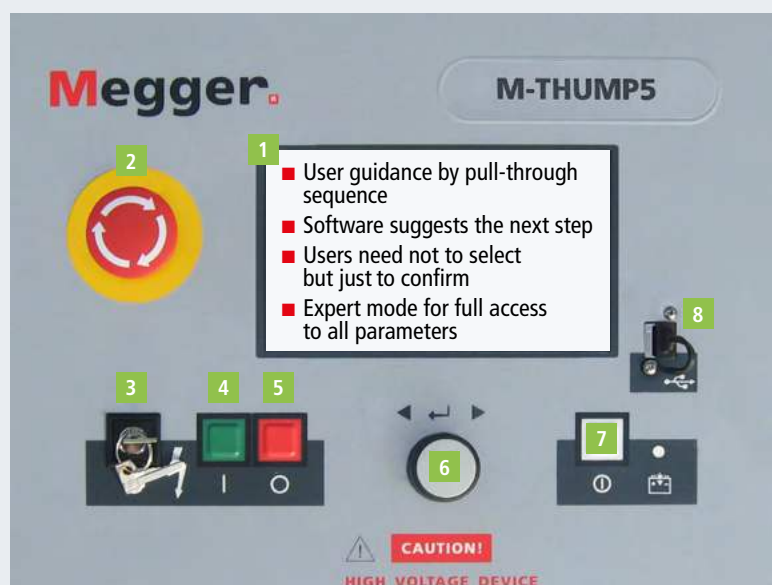 Megger.
M-THUMP5
1
2
User guidance by pull-through
sequence
Software suggests the next step
Users need not to select
but just to confirm
Expert mode for full access
to all parameters
8
3
4
5
7
6
CAUTION!
HIGH VOLTAGE DEVICE